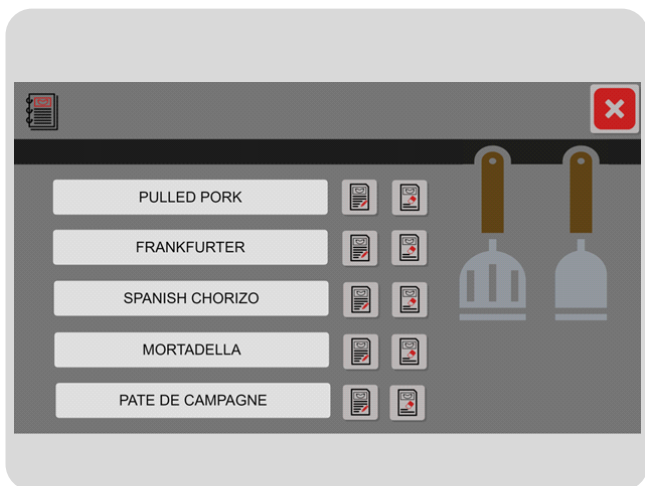 PULLED PORK
FRANKFURTER
SPANISH CHORIZO
MORTADELLA
PATE DE CAMPAGNE